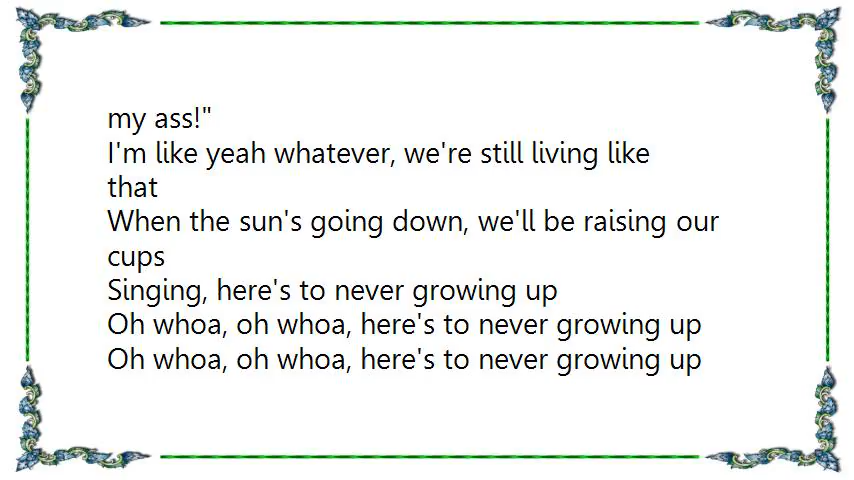 my ass!"
I'm like yeah whatever, we're still living like
that
When the sun's going down, we'll be raising our
cups
Singing, here's to never growing up
Oh whoa, oh whoa, here's to never growing up
Oh whoa, oh whoa, here's to never growing up